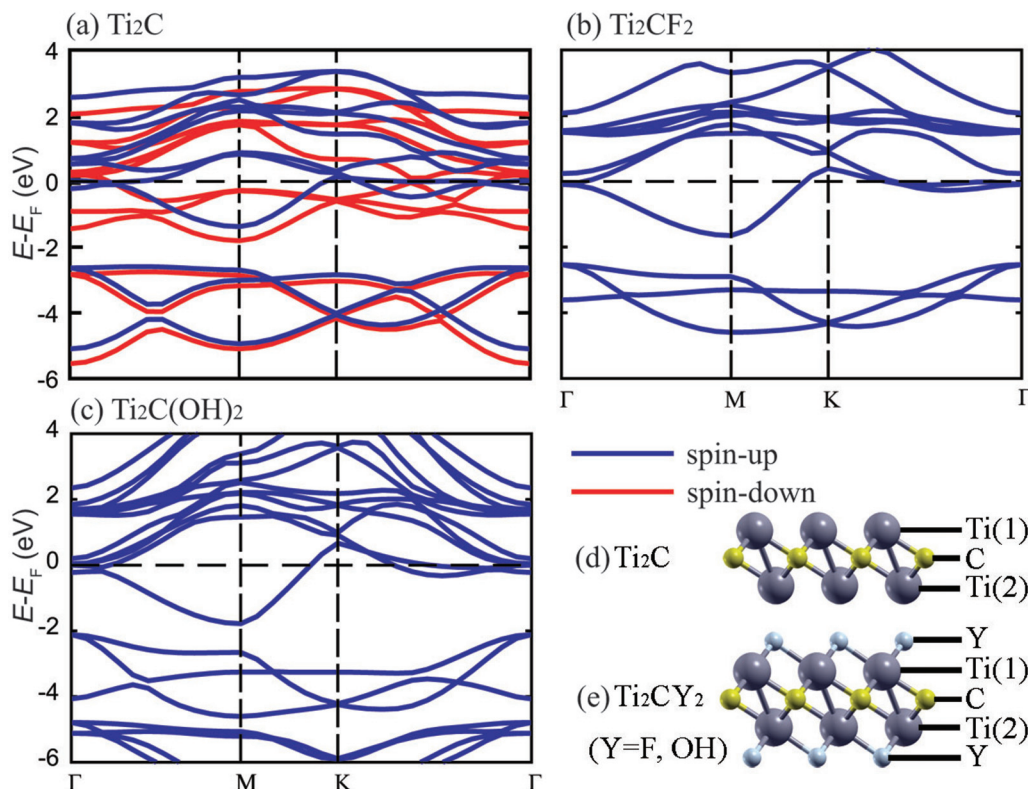 (a) Ti2C
(b) Ti2CF2
4
2
0
-2
-4
-6
E-EF (eV)
Γ
M
K
Γ
(c) Ti2C(OH)2
4
2
0
-2
-4
-6
E-EF (eV)
Γ
M
K
Γ
spin-up
spin-down
(d) Ti2C
Ti(1)
C
Ti(2)
(e) Ti2CY2
(Y=F, OH)
Y
Ti(1)
C
Ti(2)
Y